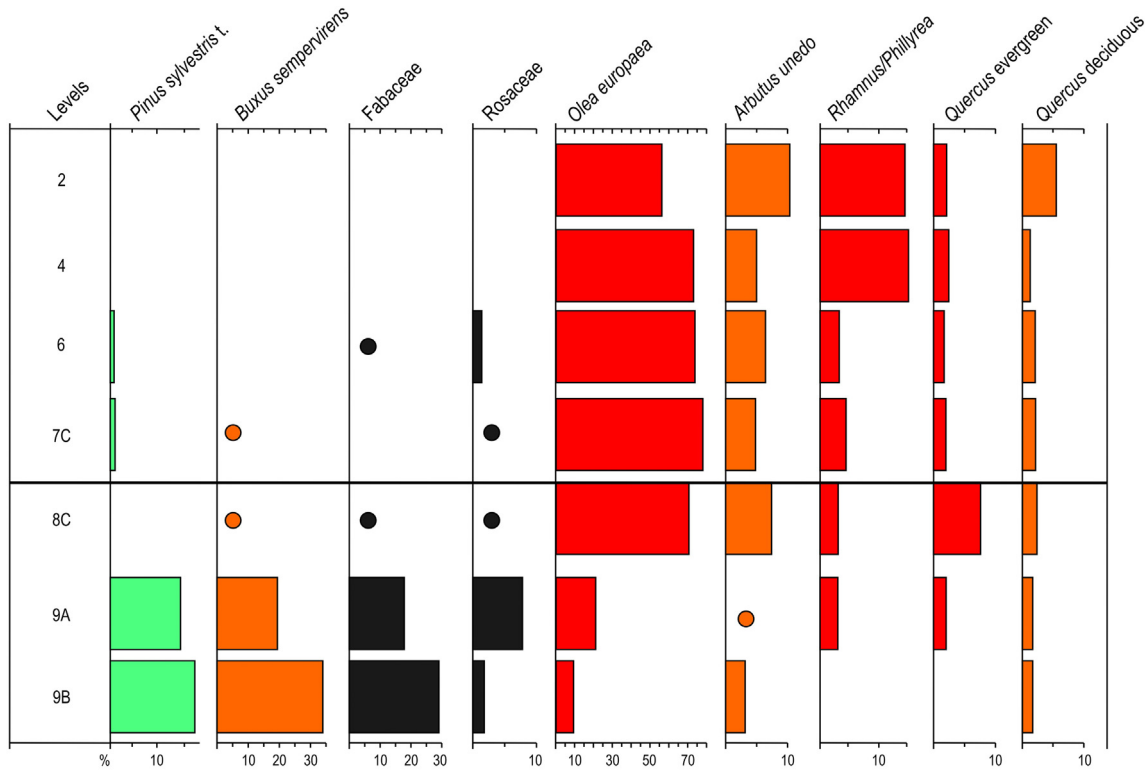 Levels Pinus sylvestris t. Buxus sempervirens Fabaceae Rosaceae Olea europaea Arbutus unedo Rhamnus/Phillyrea Quercus evergreen Quercus deciduous
2
4
6
7C
8C
9A
9B
% 10 10 20 30 10 20 30 10 10 30 50 70 10 10 10 10